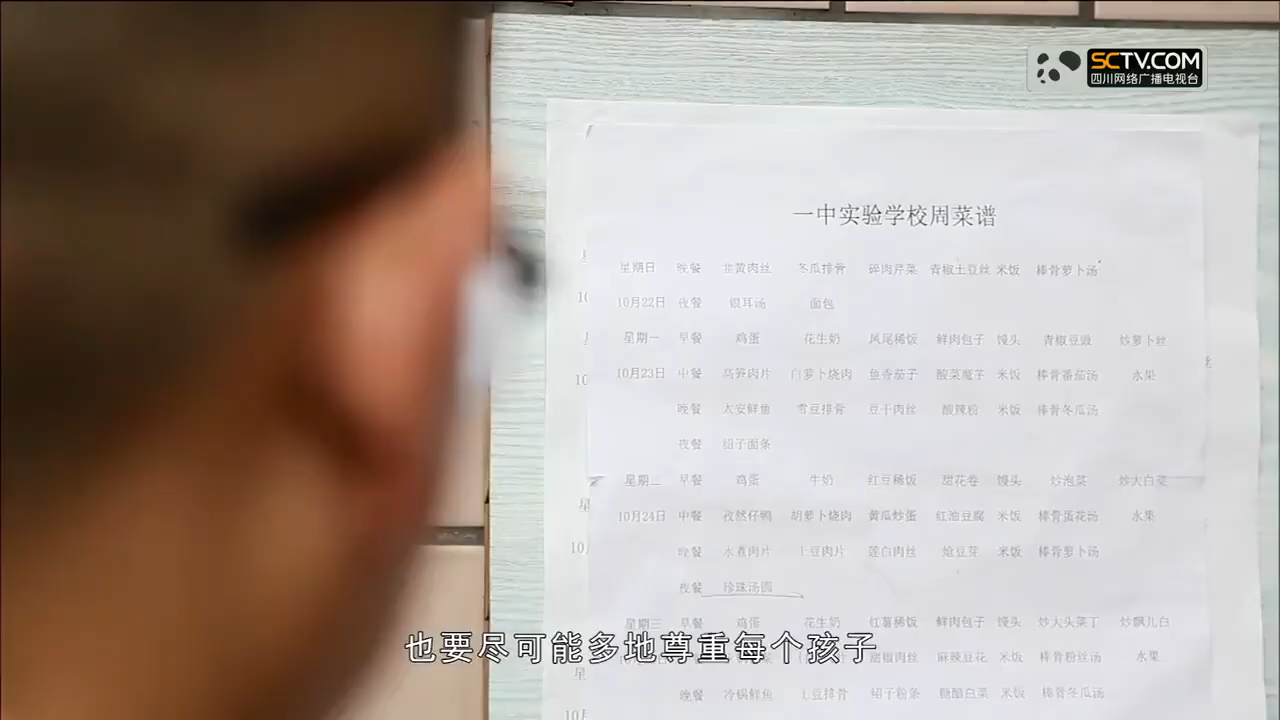 SCTV.COM
四川网络广播电视台
一中实验学校周菜谱
星期日 晚餐 韭黄肉丝 冬瓜排骨 碎肉芹菜 青椒土豆丝 米饭 棒骨萝卜汤
10月22日 夜餐 银耳汤 面包
星期一 早餐 鸡蛋 花生奶 凤尾稀饭 鲜肉包子 馒头 青椒豆豉 炒萝卜丝
10月23日 中餐 莴笋肉片 白萝卜烧肉 鱼香茄子 酸菜魔芋 米饭 棒骨番茄汤 水果
晚餐 太安鲜鱼 雪豆排骨 豆干肉丝 酸辣粉 米饭 棒骨冬瓜汤
夜餐 绍子面条
星期二 早餐 鸡蛋 牛奶 红豆稀饭 甜花卷 馒头 炒泡菜 炒大白菜
10月24日 中餐 孜然仔鸭 胡萝卜烧肉 黄瓜炒蛋 红油豆腐 米饭 棒骨蛋花汤 水果
晚餐 水煮肉片 土豆肉片 莲白肉丝 烩豆芽 米饭 棒骨萝卜汤
夜餐 珍珠汤圆
星期三 早餐 鸡蛋 花生奶 红薯稀饭 鲜肉包子 馒头 炒大头菜丁 炒瓢儿白
甜椒肉丝 麻辣豆花 米饭 棒骨粉丝汤 水果
晚餐 冷锅鲜鱼 土豆排骨 绍子粉条 糖醋白菜 米饭 棒骨冬瓜汤
也要尽可能多地尊重每个孩子